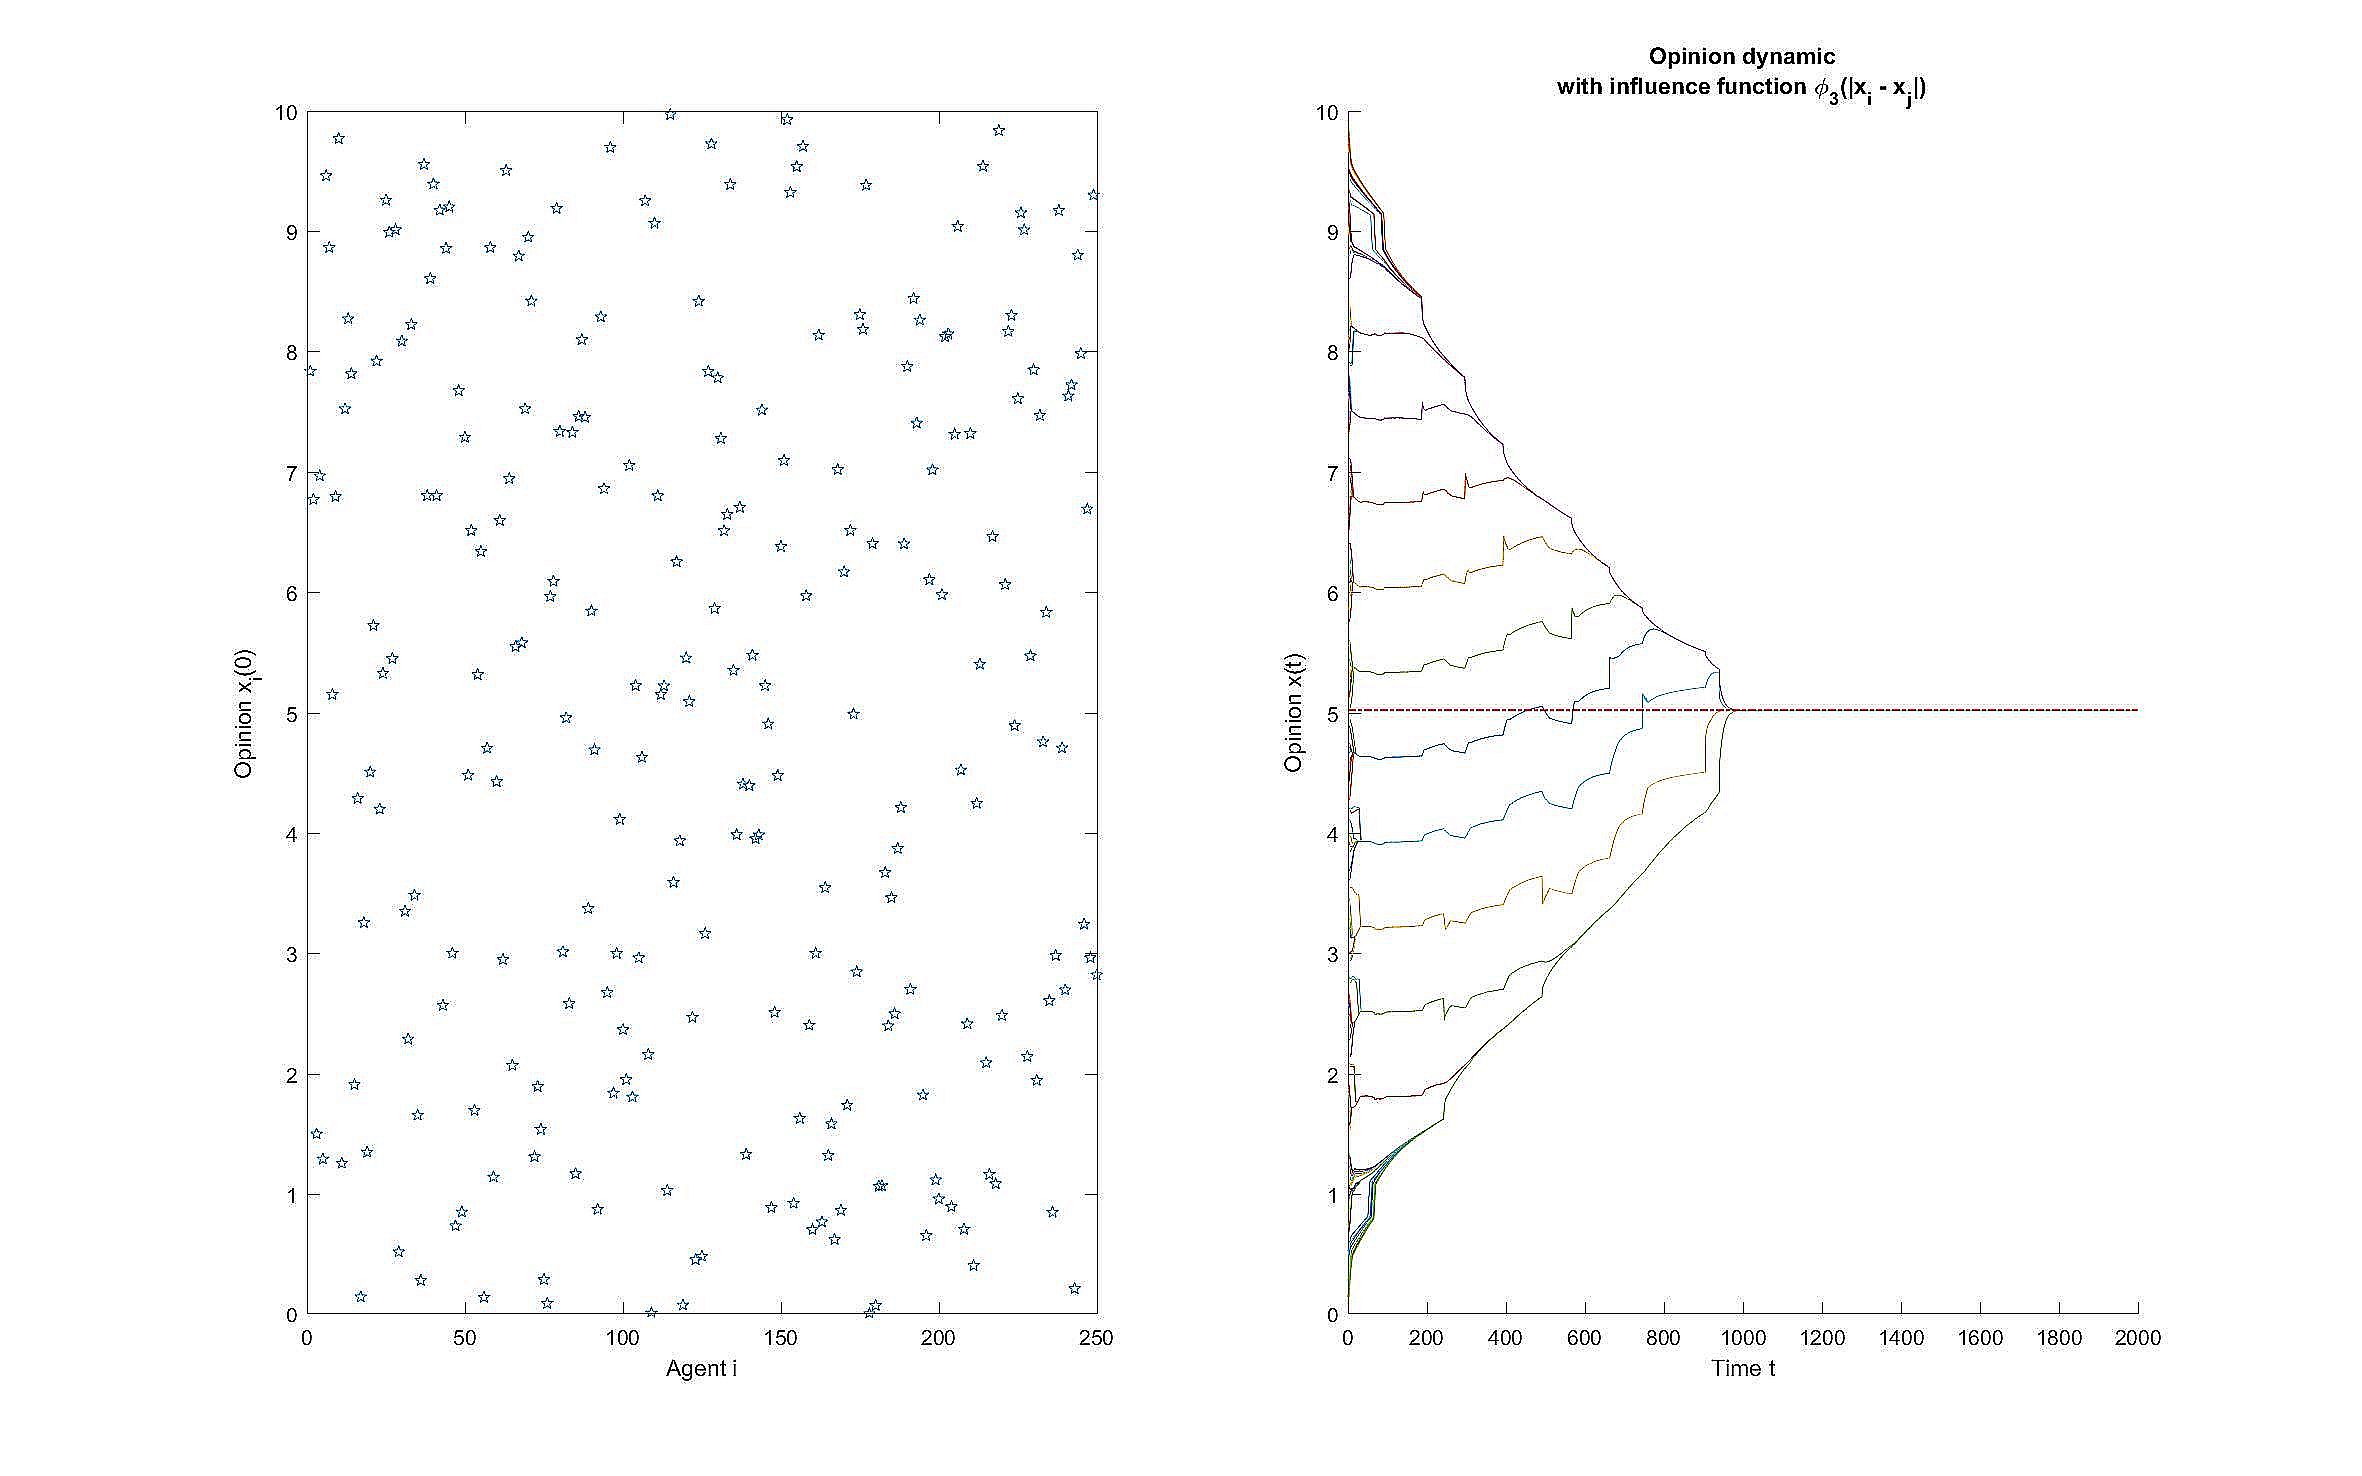 10
9
8
7
6
5
4
3
2
1
0
Opinion x_i(0)
0 50 100 150 200 250
Agent i
Opinion dynamic
with influence function ϕ_3(|x_i - x_j|)
10
9
8
7
6
5
4
3
2
1
0
Opinion x(t)
0 200 400 600 800 1000 1200 1400 1600 1800 2000
Time t